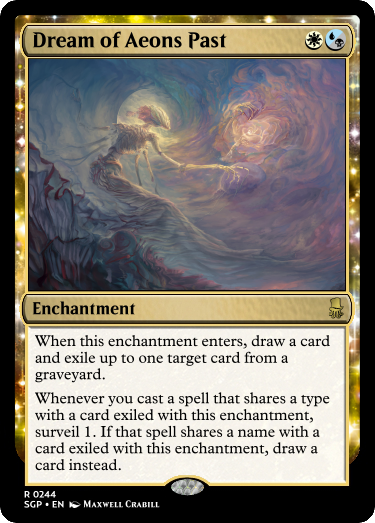 Dream of Aeons Past
Enchantment
When this enchantment enters, draw a card
and exile up to one target card from a
graveyard.
Whenever you cast a spell that shares a type
with a card exiled with this enchantment,
surveil 1. If that spell shares a name with a
card exiled with this enchantment, draw a
card instead.
R 0244
SGP • EN Maxwell Crabill